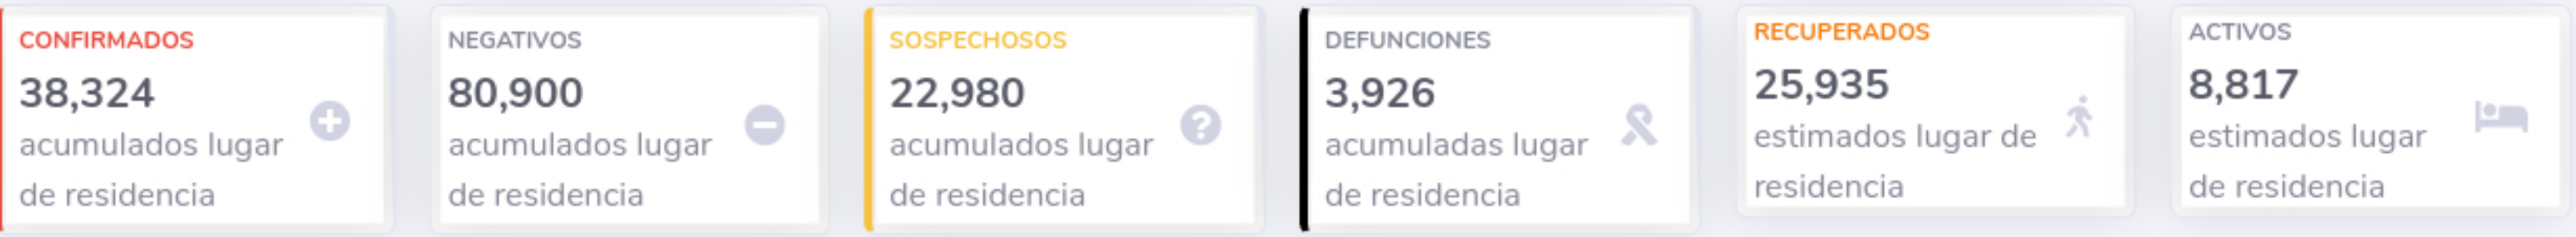 CONFIRMADOS
38,324
acumulados lugar
de residencia
NEGATIVOS
80,900
acumulados lugar
de residencia
SOSPECHOSOS
22,980
acumulados lugar
de residencia
DEFUNCIONES
3,926
acumuladas lugar
de residencia
RECUPERADOS
25,935
estimados lugar de
residencia
ACTIVOS
8,817
estimados lugar
de residencia